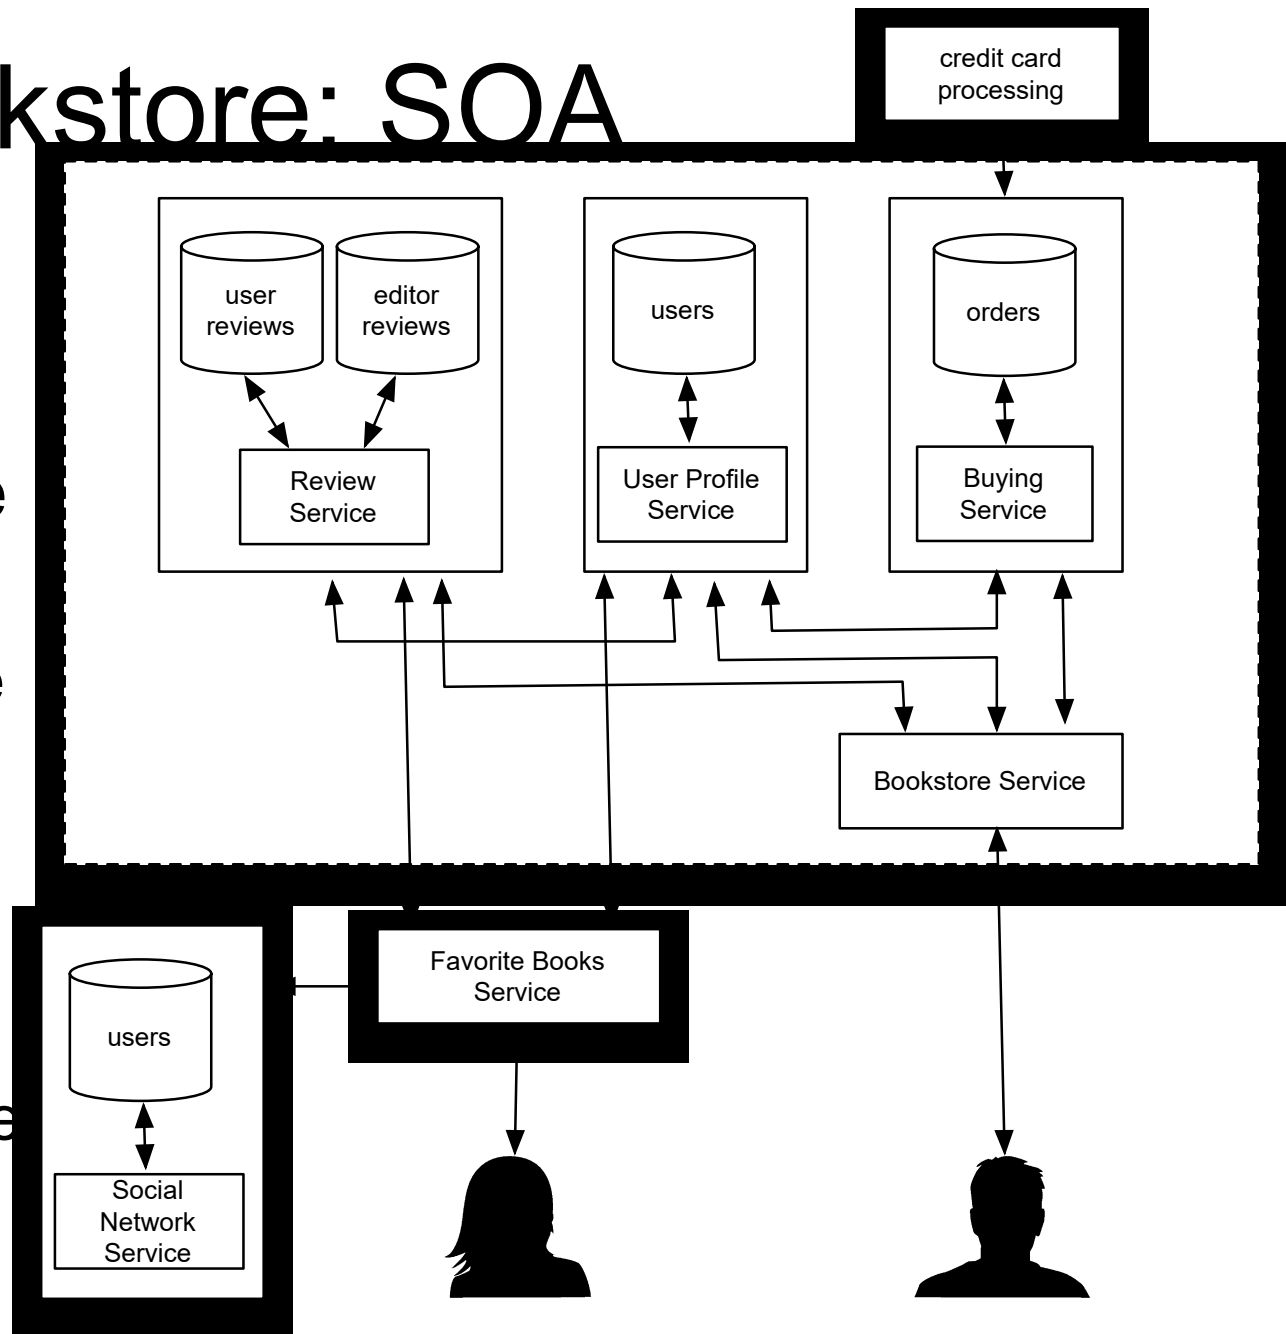 kstore: SOA
credit card
processing
user
reviews
editor
reviews
users
orders
Review
Service
User Profile
Service
Buying
Service
e
e
Bookstore Service
Favorite Books
Service
users
e
Social
Network
Service